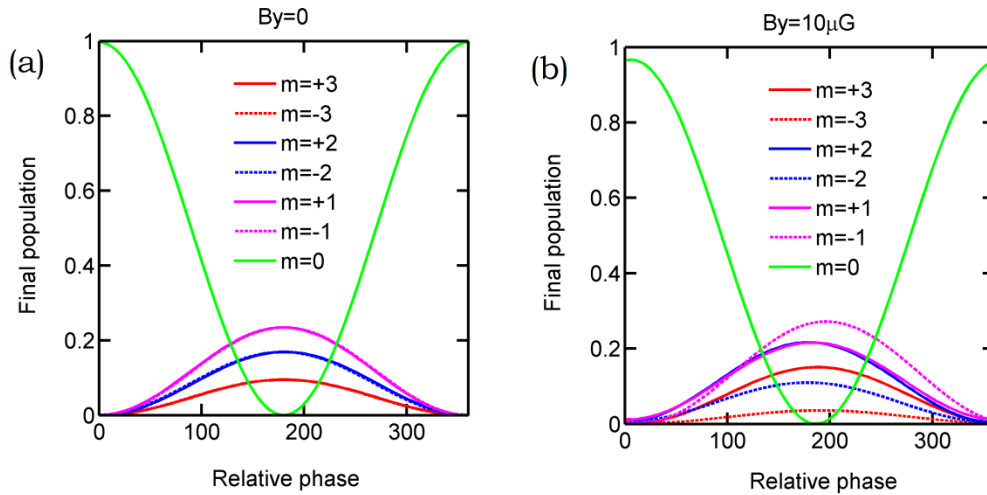 By=0
(a)
1
0.8
0.6
0.4
0.2
0
Final population
m=+3
m=-3
m=+2
m=-2
m=+1
m=-1
m=0
0
100
200
300
Relative phase
By=10μG
(b)
1
0.8
0.6
0.4
0.2
0
Final population
m=+3
m=-3
m=+2
m=-2
m=+1
m=-1
m=0
0
100
200
300
Relative phase